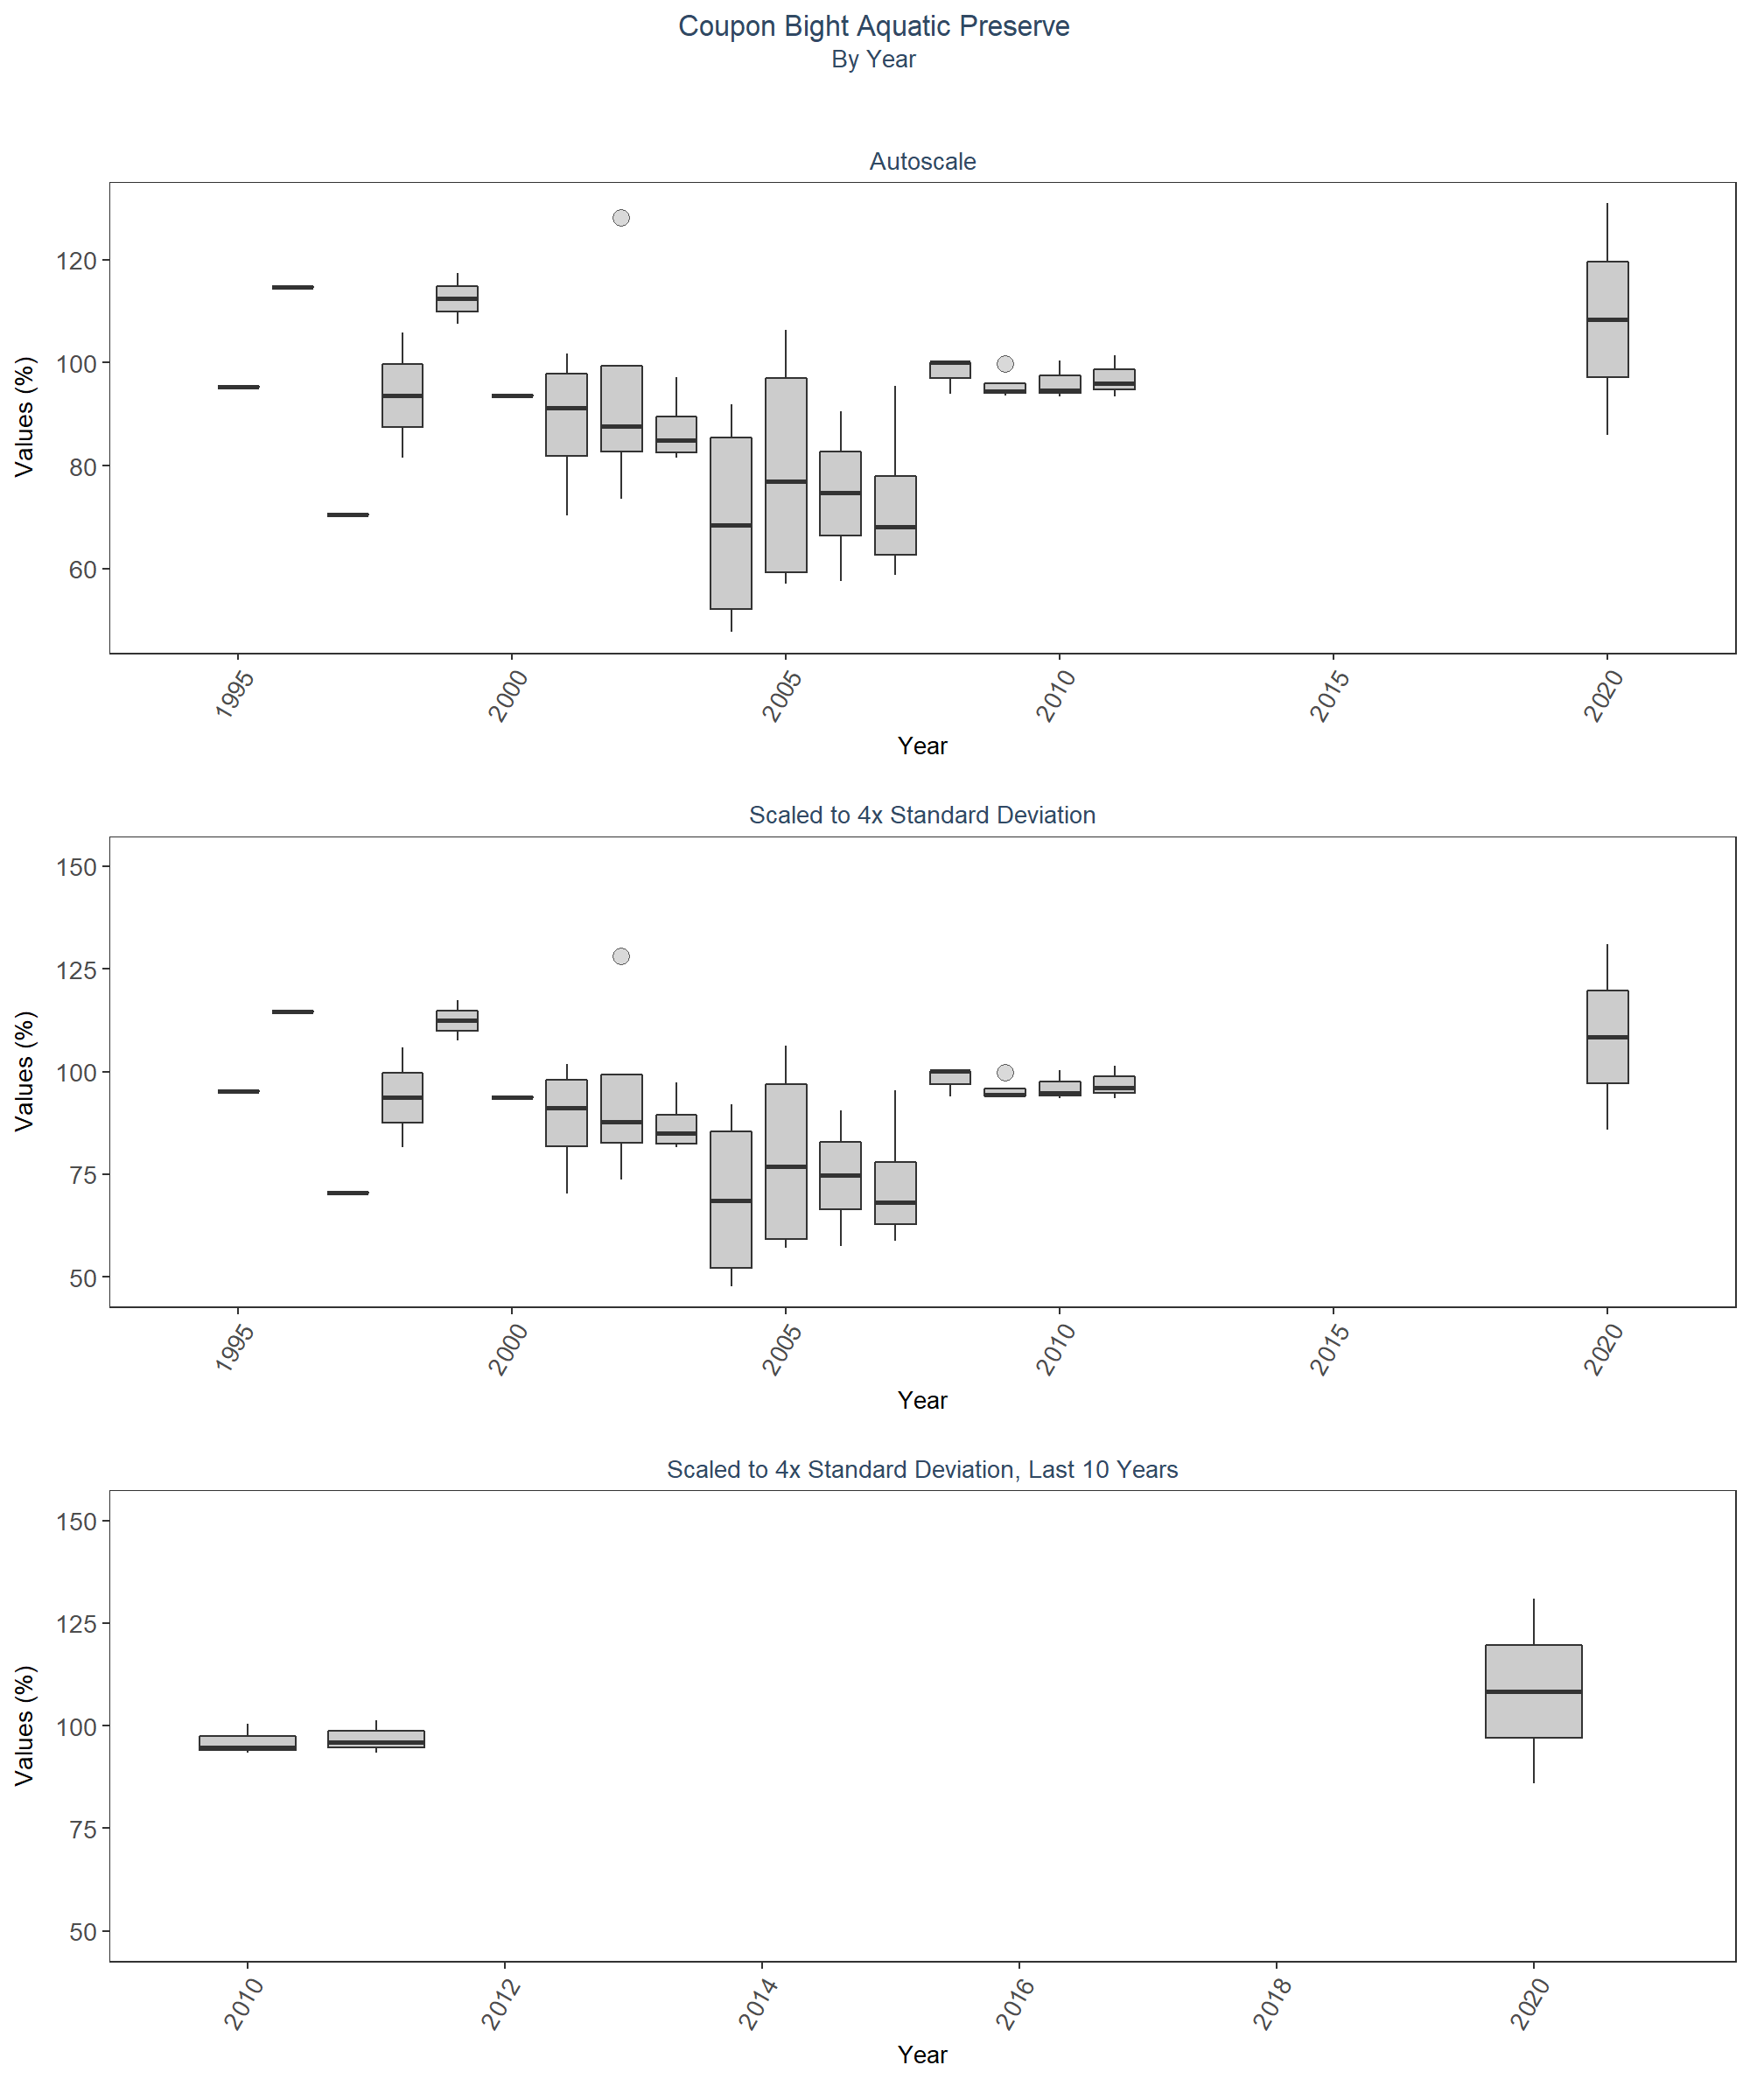 Coupon Bight Aquatic Preserve
By Year
Autoscale
Values (%)
120
100
80
60
1995
2000
2005
2010
2015
2020
Year
Scaled to 4x Standard Deviation
Values (%)
150
125
100
75
50
1995
2000
2005
2010
2015
2020
Year
Scaled to 4x Standard Deviation, Last 10 Years
Values (%)
150
125
100
75
50
2010
2012
2014
2016
2018
2020
Year